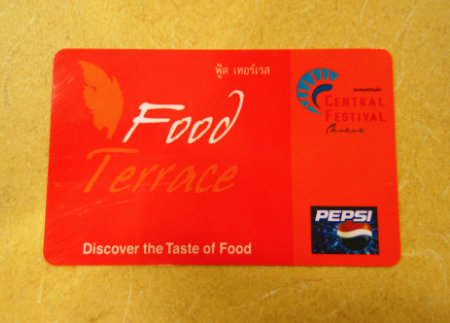 ฟู้ด เทอร์เรส
Food
Terrace
CENTRAL
FESTIVAL
Phuket
PEPSI
Discover the Taste of Food